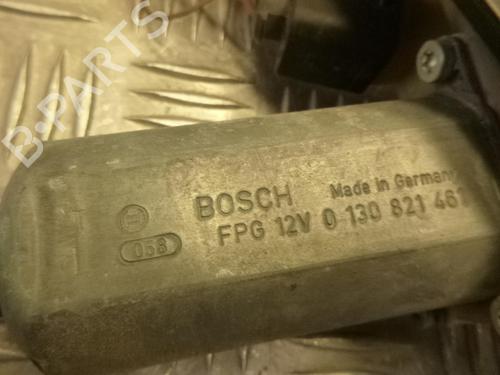 B-PARTS
BOSCH Made in Germany
FPG 12V 0 130 821 461
058